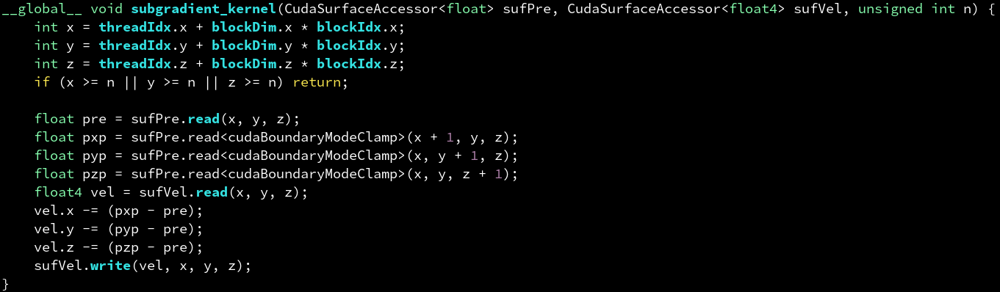 __global__ void subgradient_kernel(CudaSurfaceAccessor<float> sufPre, CudaSurfaceAccessor<float4> sufVel, unsigned int n) {
    int x = threadIdx.x + blockDim.x * blockIdx.x;
    int y = threadIdx.y + blockDim.y * blockIdx.y;
    int z = threadIdx.z + blockDim.z * blockIdx.z;
    if (x >= n || y >= n || z >= n) return;

    float pre = sufPre.read(x, y, z);
    float pxp = sufPre.read<cudaBoundaryModeClamp>(x + 1, y, z);
    float pyp = sufPre.read<cudaBoundaryModeClamp>(x, y + 1, z);
    float pzp = sufPre.read<cudaBoundaryModeClamp>(x, y, z + 1);
    float4 vel = sufVel.read(x, y, z);
    vel.x -= (pxp - pre);
    vel.y -= (pyp - pre);
    vel.z -= (pzp - pre);
    sufVel.write(vel, x, y, z);
}